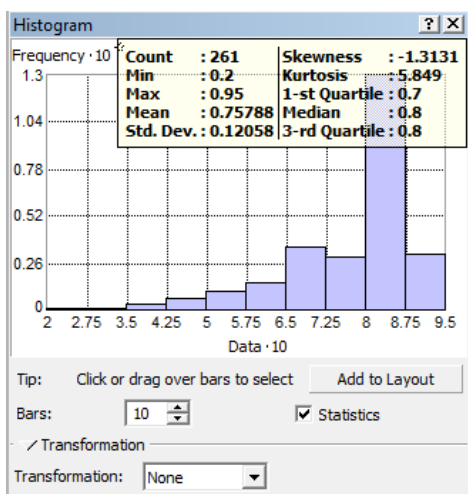 Histogram ? X
Frequency · 10
Count : 261 Skewness : -1.3131
Min : 0.2 Kurtosis : 5.849
Max : 0.95 1-st Quartile : 0.7
Mean : 0.75788 Median : 0.8
Std. Dev. : 0.12058 3-rd Quartile : 0.8
1.3
1.04
0.78
0.52
0.26
0
2 2.75 3.5 4.25 5 5.75 6.5 7.25 8 8.75 9.5
Data · 10
Tip: Click or drag over bars to select Add to Layout
Bars: 10 Statistics
Transformation
Transformation: None